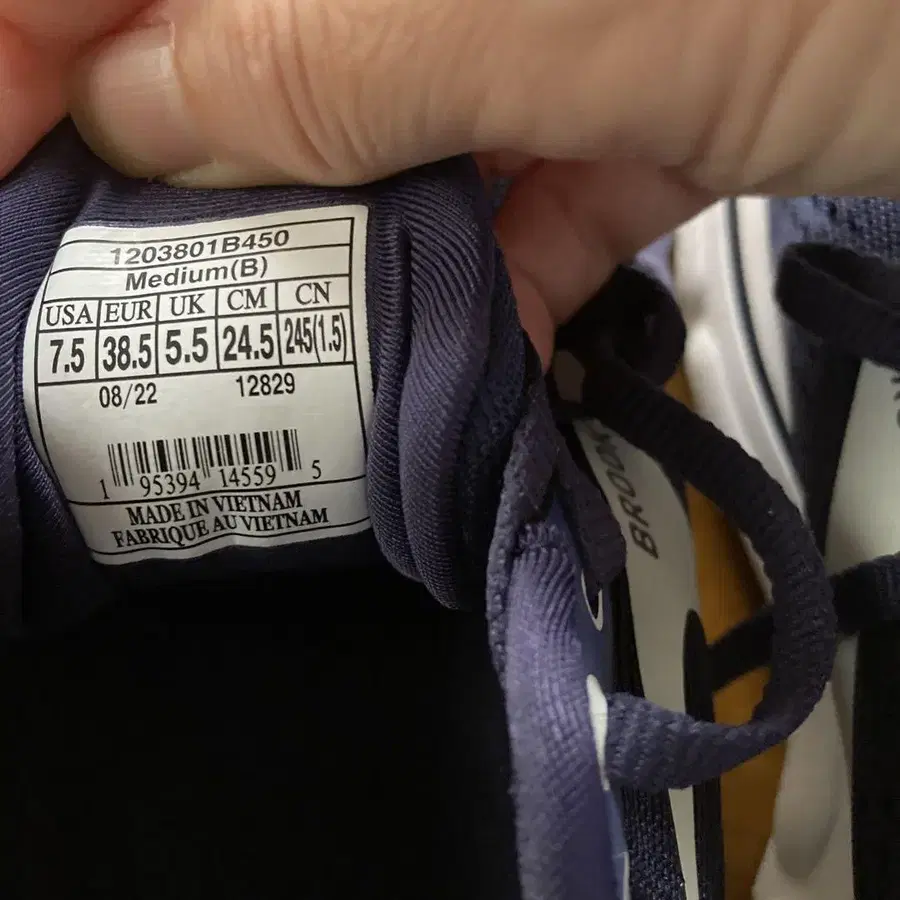 1203801B450
Medium(B)
USA EUR UK CM CN
7.5 38.5 5.5 24.5 245(1.5)
08/22 12829
1 95394 14559 5
MADE IN VIETNAM
FABRIQUE AU VIETNAM
BROOK